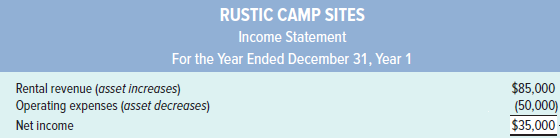 RUSTIC CAMP SITES
Income Statement
For the Year Ended December 31, Year 1
Rental revenue (asset increases) $85,000
Operating expenses (asset decreases) (50,000)
Net income $35,000